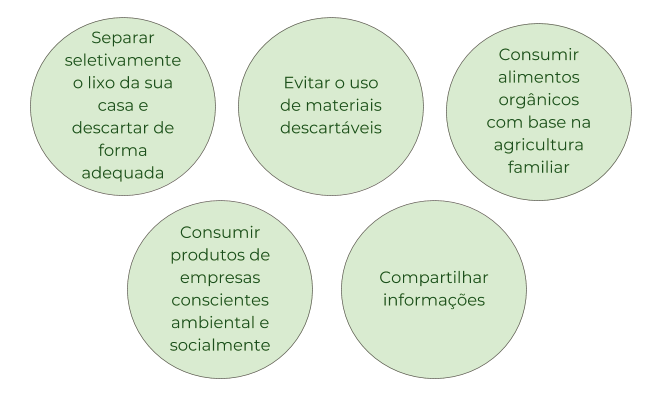 Separar
seletivamente
o lixo da sua
casa e
descartar de
forma
adequada
Evitar o uso
de materiais
descartáveis
Consumir
alimentos
orgânicos
com base na
agricultura
familiar
Consumir
produtos de
empresas
conscientes
ambiental e
socialmente
Compartilhar
informações